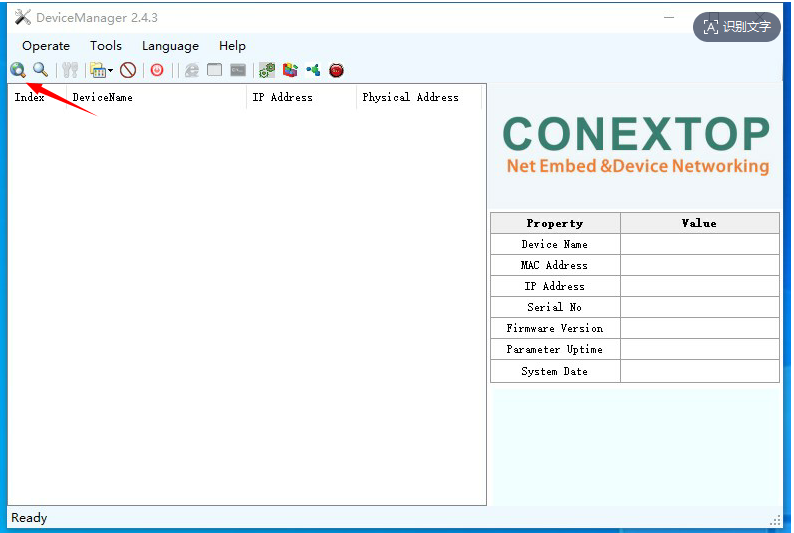 DeviceManager 2.4.3
识别文字
Operate Tools Language Help
Index DeviceName IP Address Physical Address
CONEXTOP
Net Embed &Device Networking
Property Value
Device Name
MAC Address
IP Address
Serial No
Firmware Version
Parameter Uptime
System Date
Ready